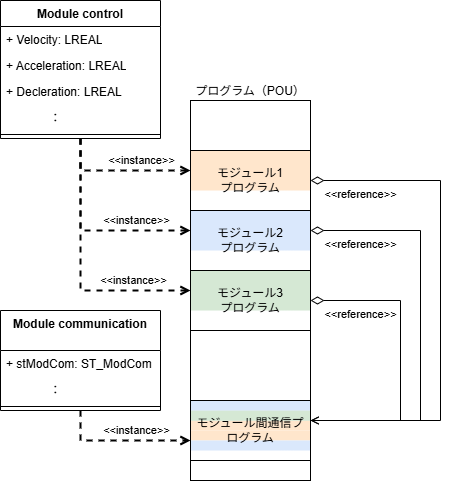 Module control
+ Velocity: LREAL
+ Acceleration: LREAL
+ Decleration: LREAL
:
プログラム（POU）
<<instance>>
モジュール1
プログラム
<<reference>>
<<instance>>
モジュール2
プログラム
<<reference>>
<<instance>>
モジュール3
プログラム
<<reference>>
Module communication
+ stModCom: ST_ModCom
:
<<instance>>
モジュール間通信プ
ログラム